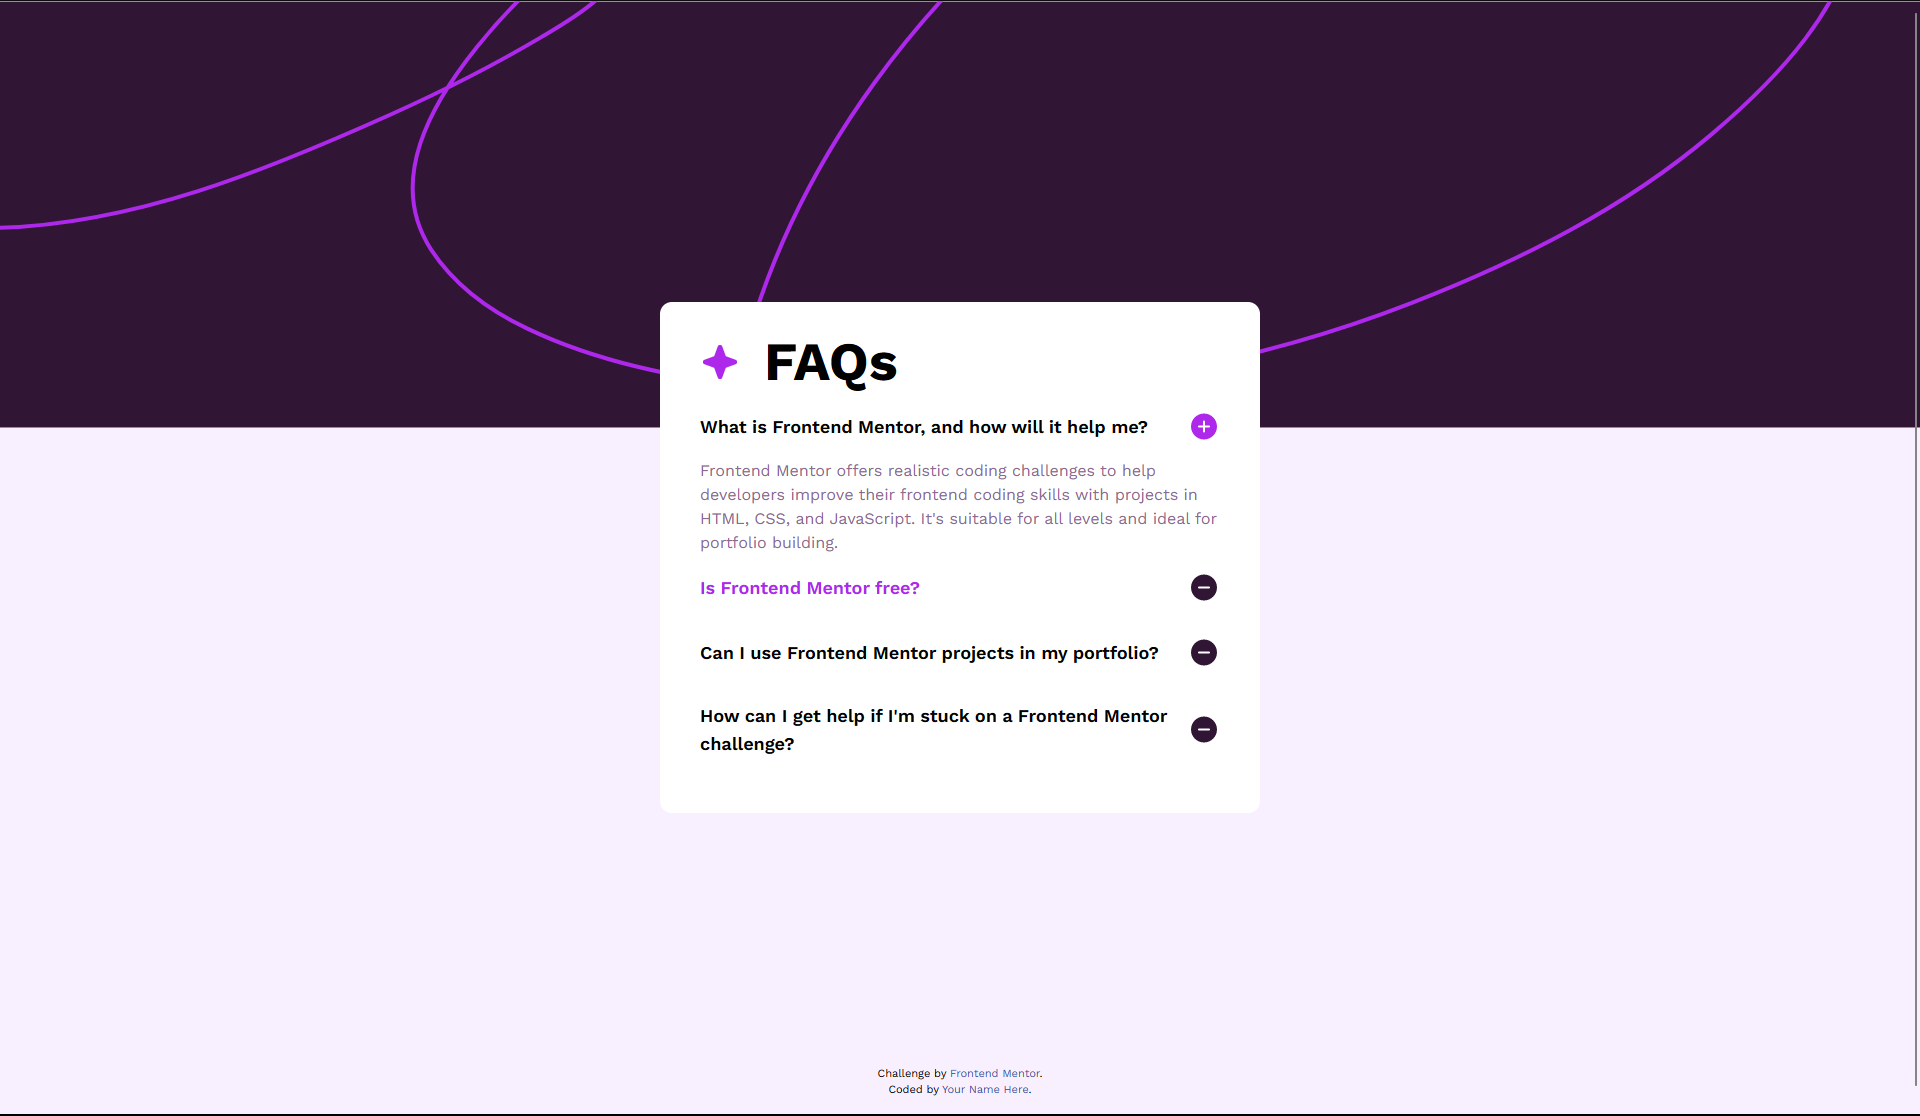 FAQs
What is Frontend Mentor, and how will it help me?
Frontend Mentor offers realistic coding challenges to help
developers improve their frontend coding skills with projects in
HTML, CSS, and JavaScript. It's suitable for all levels and ideal for
portfolio building.
Is Frontend Mentor free?
Can I use Frontend Mentor projects in my portfolio?
How can I get help if I'm stuck on a Frontend Mentor
challenge?
Challenge by Frontend Mentor.
Coded by Your Name Here.